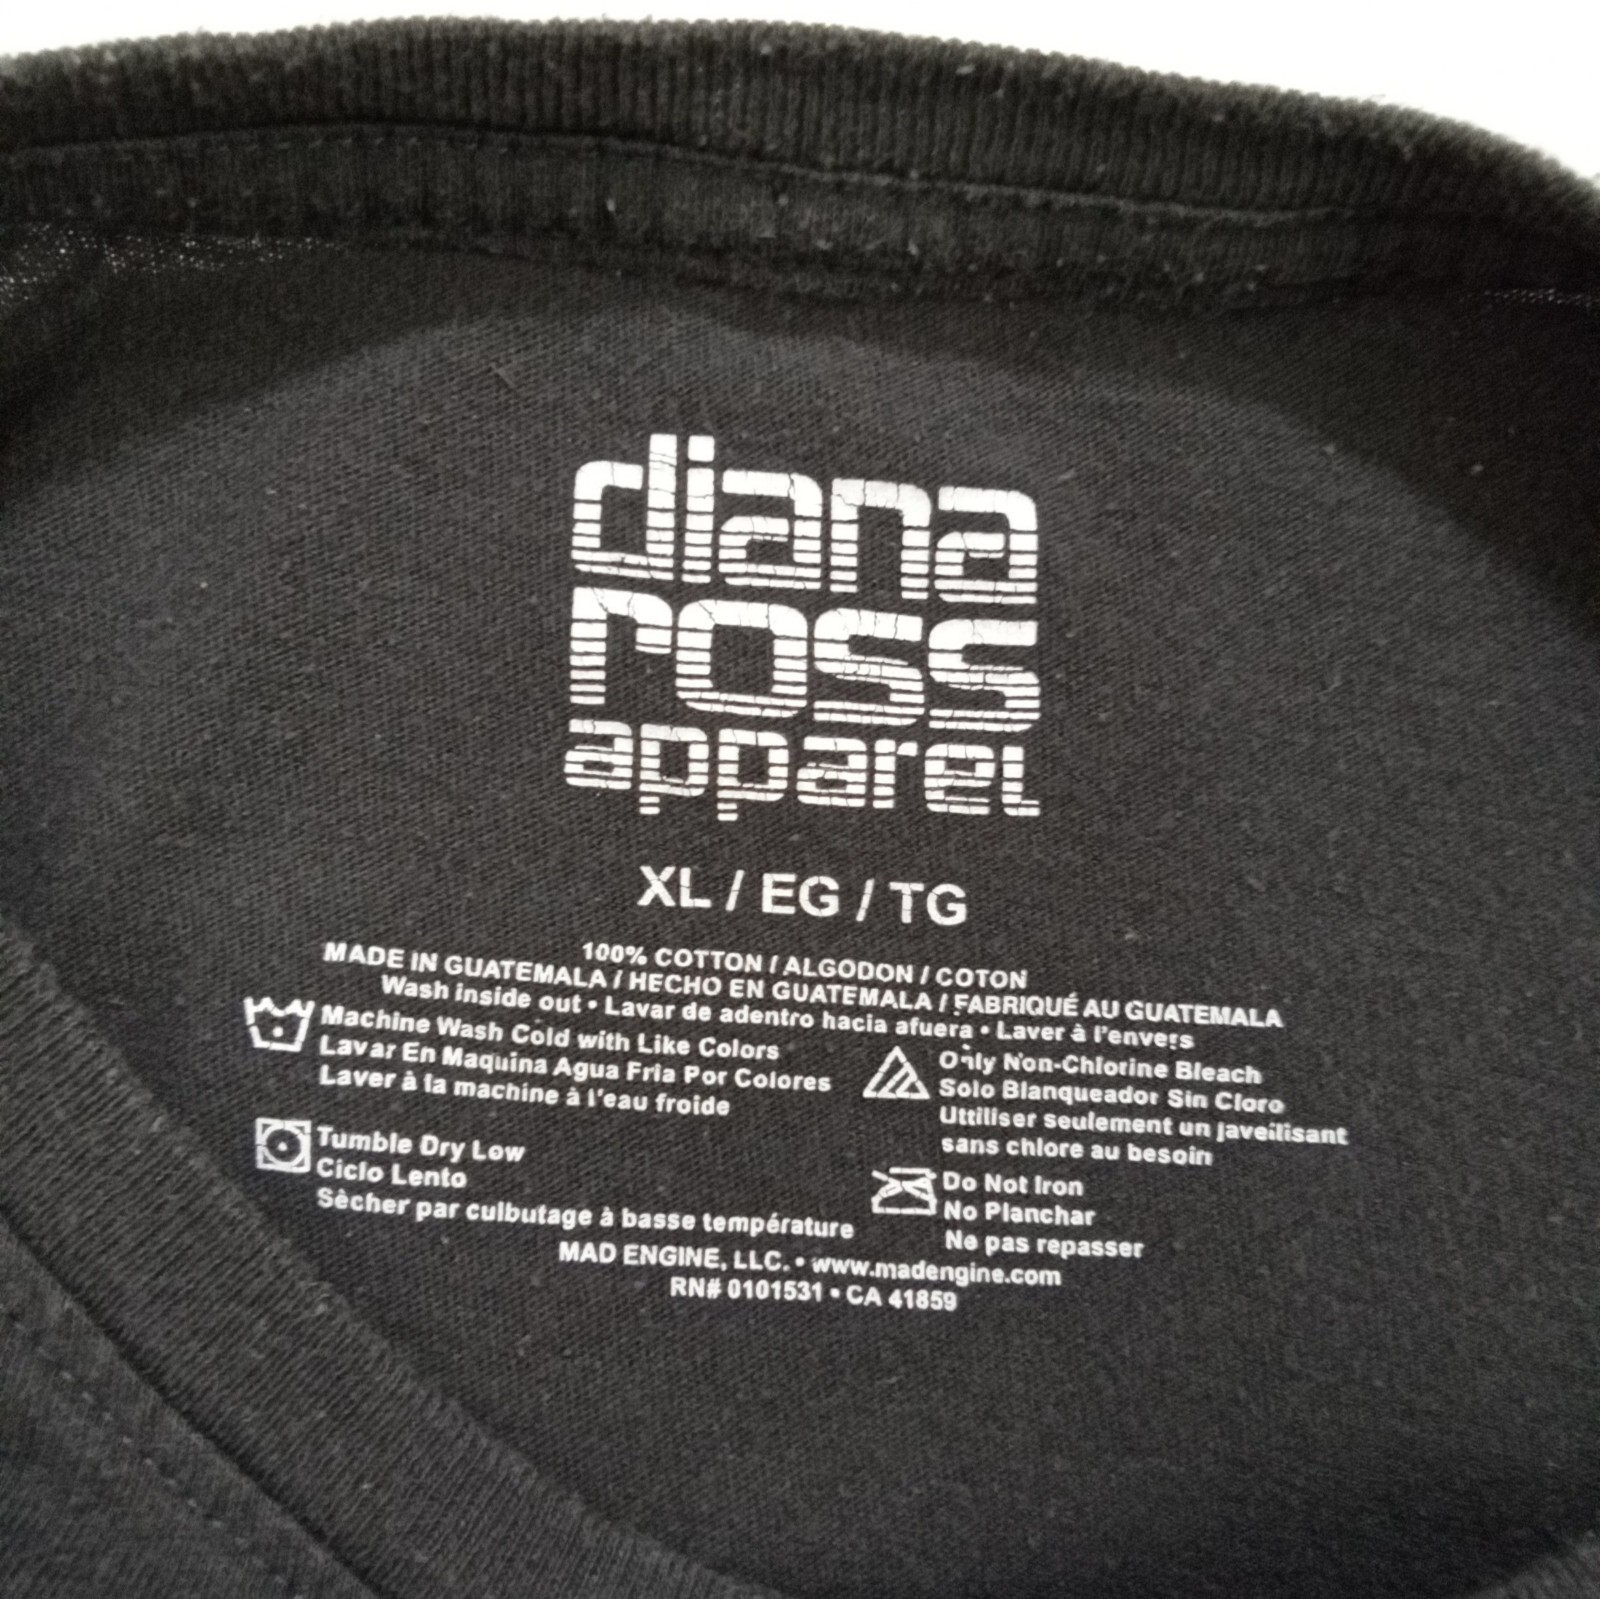 diana
ross
apparel
XL / EG / TG
100% COTTON / ALGODON / COTON
MADE IN GUATEMALA / HECHO EN GUATEMALA / FABRIQUÉ AU GUATEMALA
Wash inside out • Lavar de adentro hacia afuera • Laver à l'envers
Machine Wash Cold with Like Colors
Lavar En Maquina Agua Fria Por Colores
Laver à la machine à l'eau froide
Only Non-Chlorine Bleach
Solo Blanqueador Sin Cloro
Uttiliser seulement un javeilisant
sans chlore au besoin
Tumble Dry Low
Ciclo Lento
Sècher par culbutage à basse température
Do Not Iron
No Planchar
Ne pas repasser
MAD ENGINE, LLC. • www.madengine.com
RN# 0101531 • CA 41859